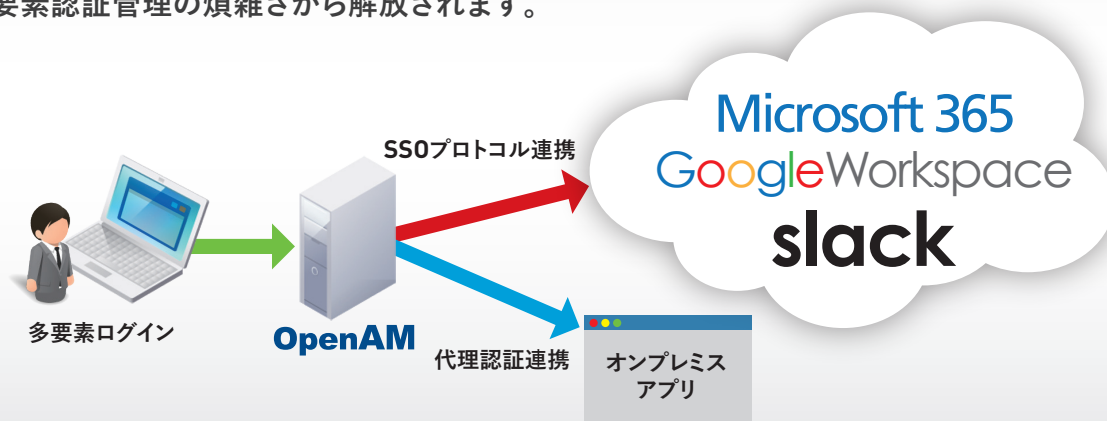 要素認証管理の煩雑さから解放されます。
Microsoft 365
SSOプロトコル連携
GoogleWorkspace
slack
多要素ログイン
OpenAM
代理認証連携
オンプレミス
アプリ